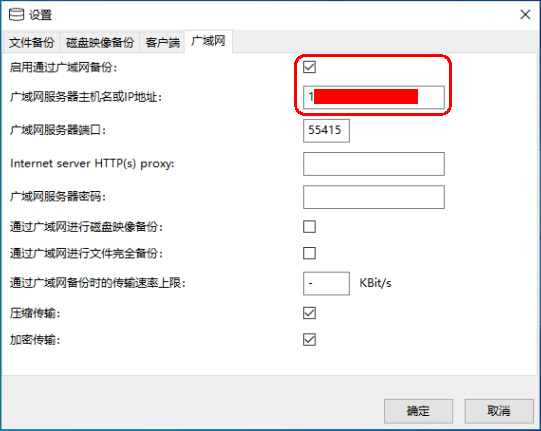 设置
文件备份 磁盘映像备份 客户端 广域网
启用通过广域网备份:
广域网服务器主机名或IP地址: 1
广域网服务器端口: 55415
Internet server HTTP(s) proxy:
广域网服务器密码:
通过广域网进行磁盘映像备份:
通过广域网进行文件完全备份:
通过广域网备份时的传输速率上限: - KBit/s
压缩传输:
加密传输:
确定 取消